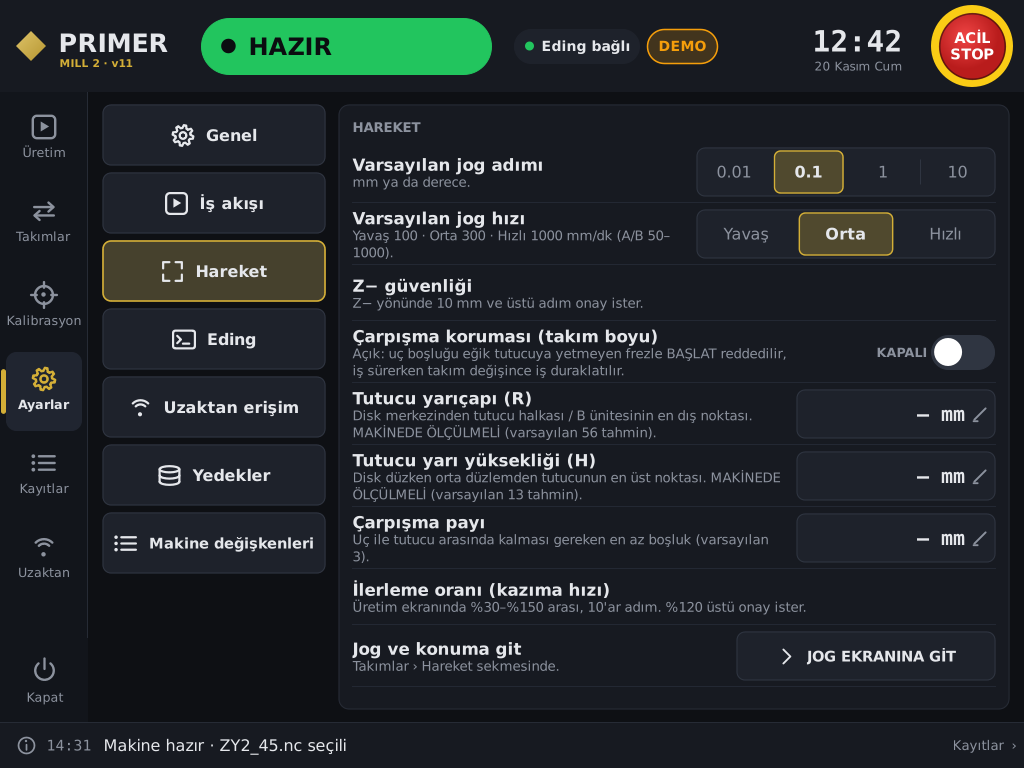 PRIMER
MILL 2 · v11
HAZIR
Eding bağlı
DEMO
12:42
20 Kasım Cum
ACİL
STOP
Üretim
Takımlar
Kalibrasyon
Ayarlar
Kayıtlar
Uzaktan
Kapat
Genel
İş akışı
Hareket
Eding
Uzaktan erişim
Yedekler
Makine değişkenleri
HAREKET
Varsayılan jog adımı
mm ya da derece.
0.01 0.1 1 10
Varsayılan jog hızı
Yavaş 100 · Orta 300 · Hızlı 1000 mm/dk (A/B 50–
1000).
Yavaş Orta Hızlı
Z− güvenliği
Z− yönünde 10 mm ve üstü adım onay ister.
Çarpışma koruması (takım boyu)
Açık: uç boşluğu eğik tutucuya yetmeyen frezle BAŞLAT reddedilir,
iş sürerken takım değişince iş duraklatılır.
KAPALI
Tutucu yarıçapı (R)
Disk merkezinden tutucu halkası / B ünitesinin en dış noktası.
MAKİNEDE ÖLÇÜLMELİ (varsayılan 56 tahmin).
— mm
Tutucu yarı yüksekliği (H)
Disk düzken orta düzlemden tutucunun en üst noktası. MAKİNEDE
ÖLÇÜLMELİ (varsayılan 13 tahmin).
— mm
Çarpışma payı
Uç ile tutucu arasında kalması gereken en az boşluk (varsayılan
3).
— mm
İlerleme oranı (kazıma hızı)
Üretim ekranında %30–%150 arası, 10'ar adım. %120 üstü onay ister.
Jog ve konuma git
Takımlar › Hareket sekmesinde.
JOG EKRANINA GİT
14:31 Makine hazır · ZY2_45.nc seçili
Kayıtlar ›